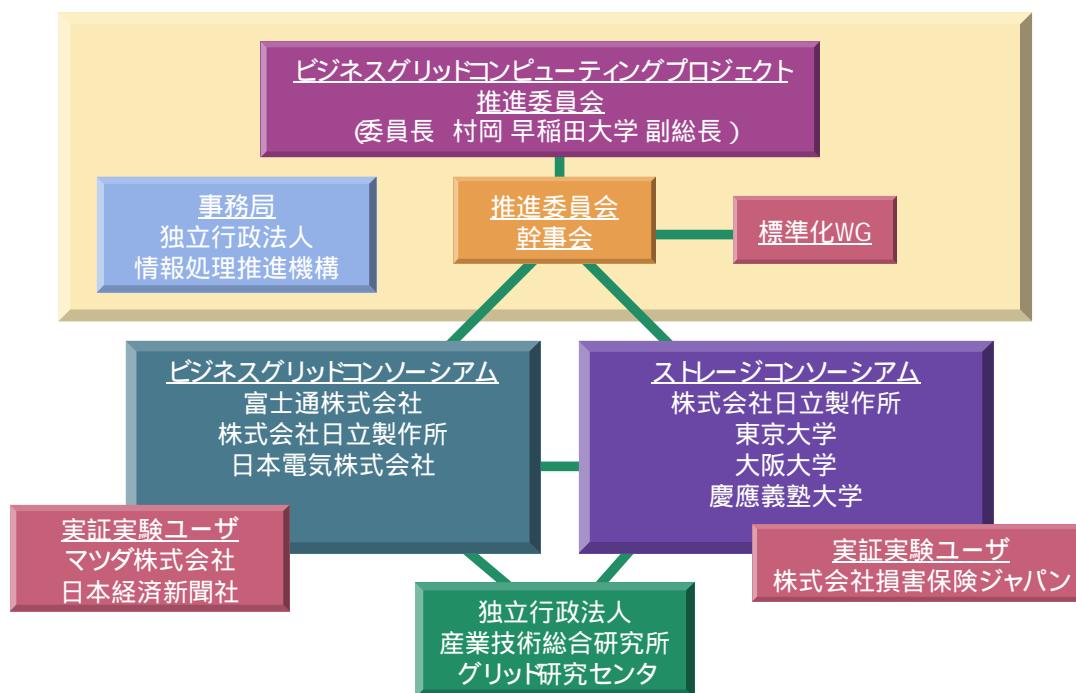 ビジネスグリッドコンピューティングプロジェクト
推進委員会
(委員長 村岡 早稲田大学 副総長)
事務局
独立行政法人
情報処理推進機構
推進委員会
幹事会
標準化WG
ビジネスグリッドコンソーシアム
富士通株式会社
株式会社日立製作所
日本電気株式会社
ストレージコンソーシアム
株式会社日立製作所
東京大学
大阪大学
慶應義塾大学
実証実験ユーザ
マツダ株式会社
日本経済新聞社
実証実験ユーザ
株式会社損害保険ジャパン
独立行政法人
産業技術総合研究所
グリッド研究センタ